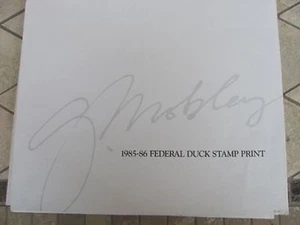 G. Mobley
1985-86 FEDERAL DUCK STAMP PRINT